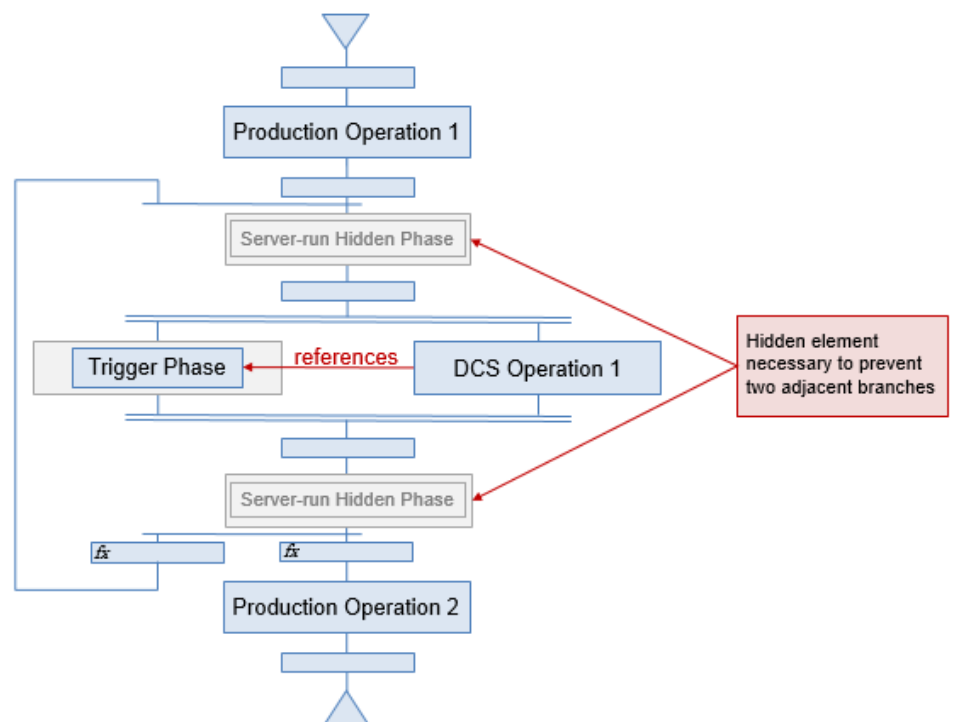 Production Operation 1
Server-run Hidden Phase
Trigger Phase
references
DCS Operation 1
Hidden element
necessary to prevent
two adjacent branches
Server-run Hidden Phase
fx
fx
Production Operation 2